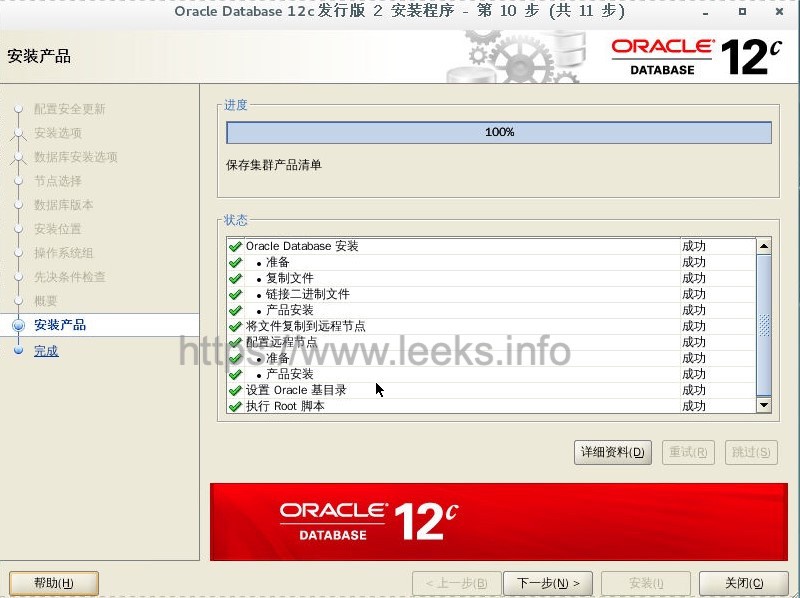 Oracle Database 12c 发行版 2 安装程序 - 第 10 步 (共 11 步)
安装产品
ORACLE
DATABASE 12c
配置安全更新
安装选项
数据库安装选项
节点选择
数据库版本
安装位置
操作系统组
先决条件检查
概要
安装产品
完成
进度
100%
保存集群产品清单
状态
Oracle Database 安装 成功
• 准备 成功
• 复制文件 成功
• 链接二进制文件 成功
• 产品安装 成功
将文件复制到远程节点 成功
配置远程节点 成功
• 准备 成功
• 产品安装 成功
设置 Oracle 基目录 成功
执行 Root 脚本 成功
https://www.leeks.info
详细资料(D) 重试(R) 跳过(S)
ORACLE
DATABASE 12c
帮助(H) < 上一步(B) 下一步(N) > 安装(I) 关闭(C)